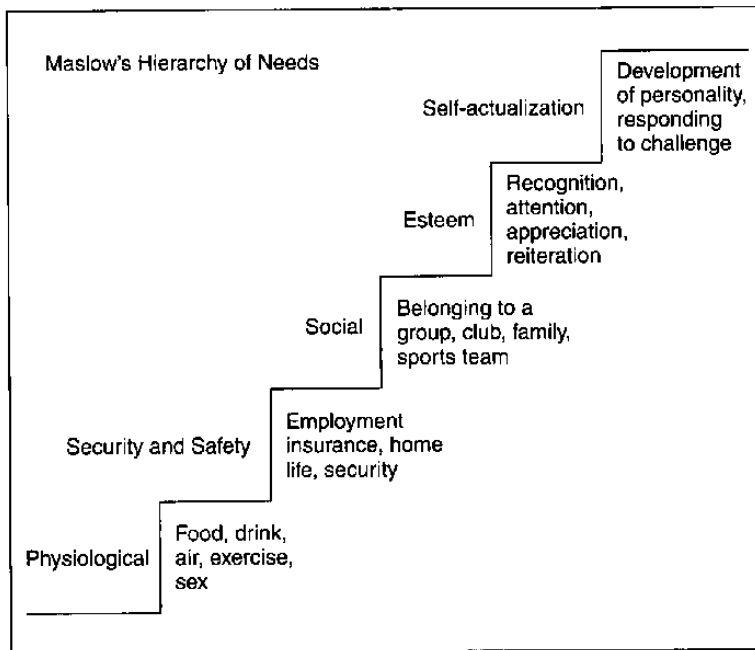 Maslow's Hierarchy of Needs
Self-actualization
Development
of personality,
responding
to challenge
Esteem
Recognition,
attention,
appreciation,
reiteration
Social
Belonging to a
group, club, family,
sports team
Security and Safety
Employment
insurance, home
life, security
Physiological
Food, drink,
air, exercise,
sex